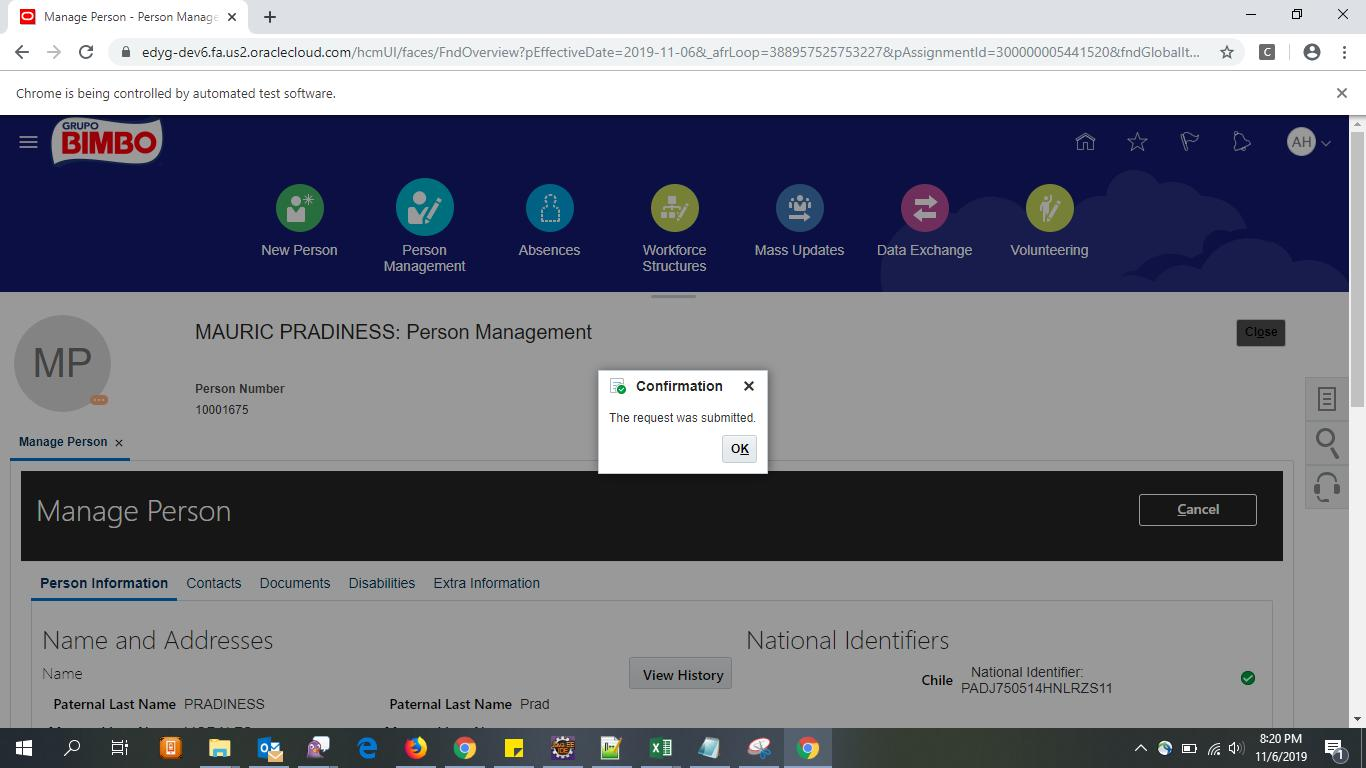 Manage Person - Person Manage
edyg-dev6.fa.us2.oraclecloud.com/hcmUI/faces/FndOverview?pEffectiveDate=2019-11-06&_afrLoop=388957525753227&pAssignmentId=300000005441520&fndGlobalIt...
C
Chrome is being controlled by automated test software.
GRUPO
BIMBO
AH
New Person
Person
Management
Absences
Workforce
Structures
Mass Updates
Data Exchange
Volunteering
MP
MAURIC PRADINESS: Person Management
Close
Person Number
10001675
Confirmation
The request was submitted.
OK
Manage Person
Manage Person
Cancel
Person Information Contacts Documents Disabilities Extra Information
Name and Addresses
National Identifiers
Name
View History
Chile
National Identifier:
PADJ750514HNLRZS11
Paternal Last Name PRADINESS
Paternal Last Name Prad
8:20 PM
11/6/2019
1